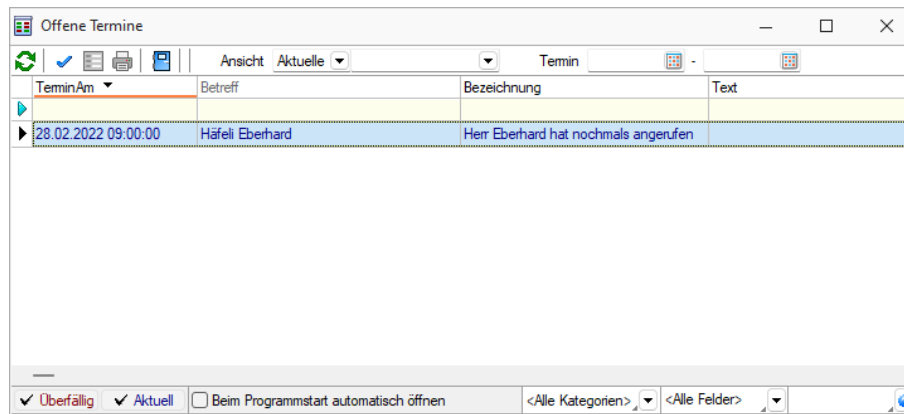 Offene Termine
Ansicht Aktuelle Termin -
TerminAm Betreff Bezeichnung Text
28.02.2022 09:00:00 Häfeli Eberhard Herr Eberhard hat nochmals angerufen
Überfällig Aktuell Beim Programmstart automatisch öffnen <Alle Kategorien> <Alle Felder>